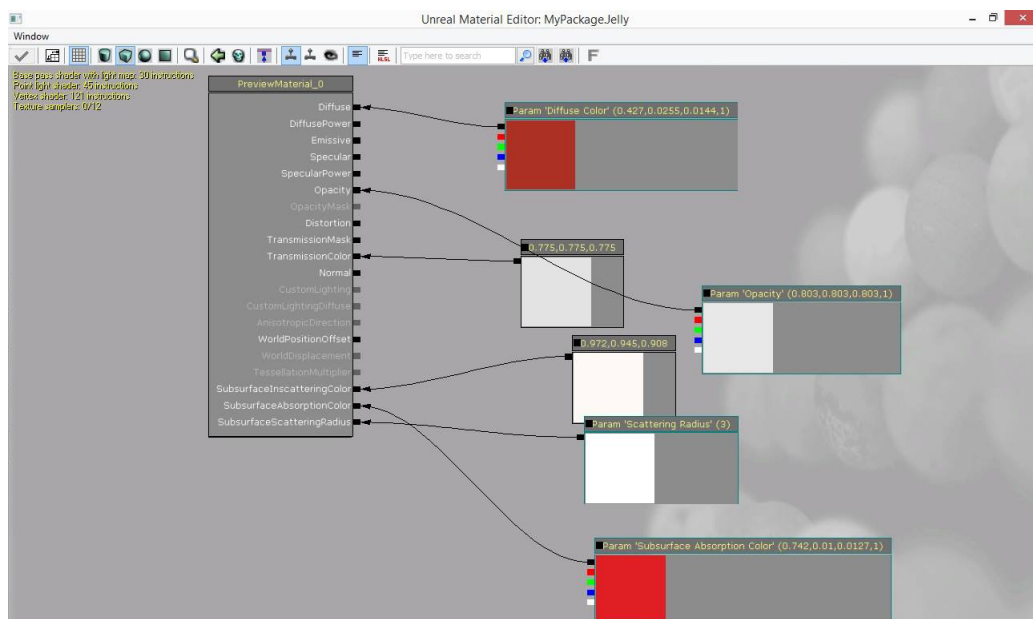 Unreal Material Editor: MyPackage.Jelly
Window
HLSL
Type here to search
F
Base pass shader with light map: 30 instructions
Point light shader: 45 instructions
Vertex shader: 121 instructions
Texture samplers: 0/12
PreviewMaterial_0
Diffuse
DiffusePower
Emissive
Specular
SpecularPower
Opacity
OpacityMask
Distortion
TransmissionMask
TransmissionColor
Normal
CustomLighting
CustomLightingDiffuse
AnisotropicDirection
WorldPositionOffset
WorldDisplacement
TessellationMultiplier
SubsurfaceInscatteringColor
SubsurfaceAbsorptionColor
SubsurfaceScatteringRadius
Param 'Diffuse Color' (0.427,0.0255,0.0144,1)
0.775,0.775,0.775
Param 'Opacity' (0.803,0.803,0.803,1)
0.972,0.945,0.908
Param 'Scattering Radius' (3)
Param 'Subsurface Absorption Color' (0.742,0.01,0.0127,1)